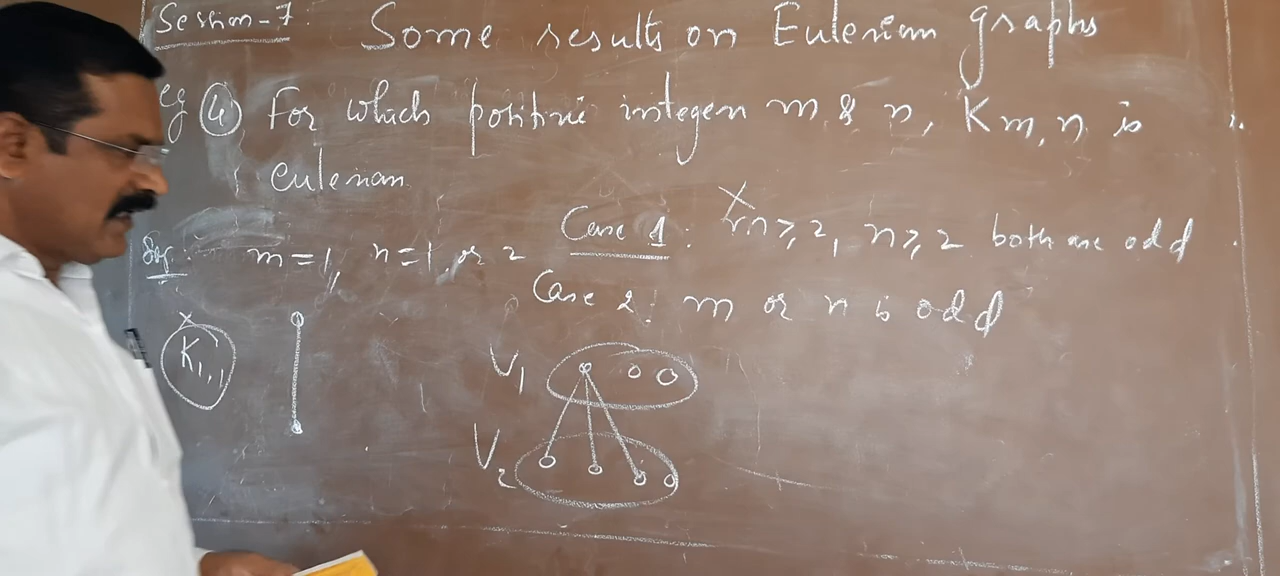 Session-7: Some results on Eulerian graphs
eg (4) For which positive integers m & n, Km,n is
eulerian
Case 1: m≥2, n≥2 both are odd
Sol: m=1, n=1, or 2
Case 2: m or n is odd
K1,1
V1
V2